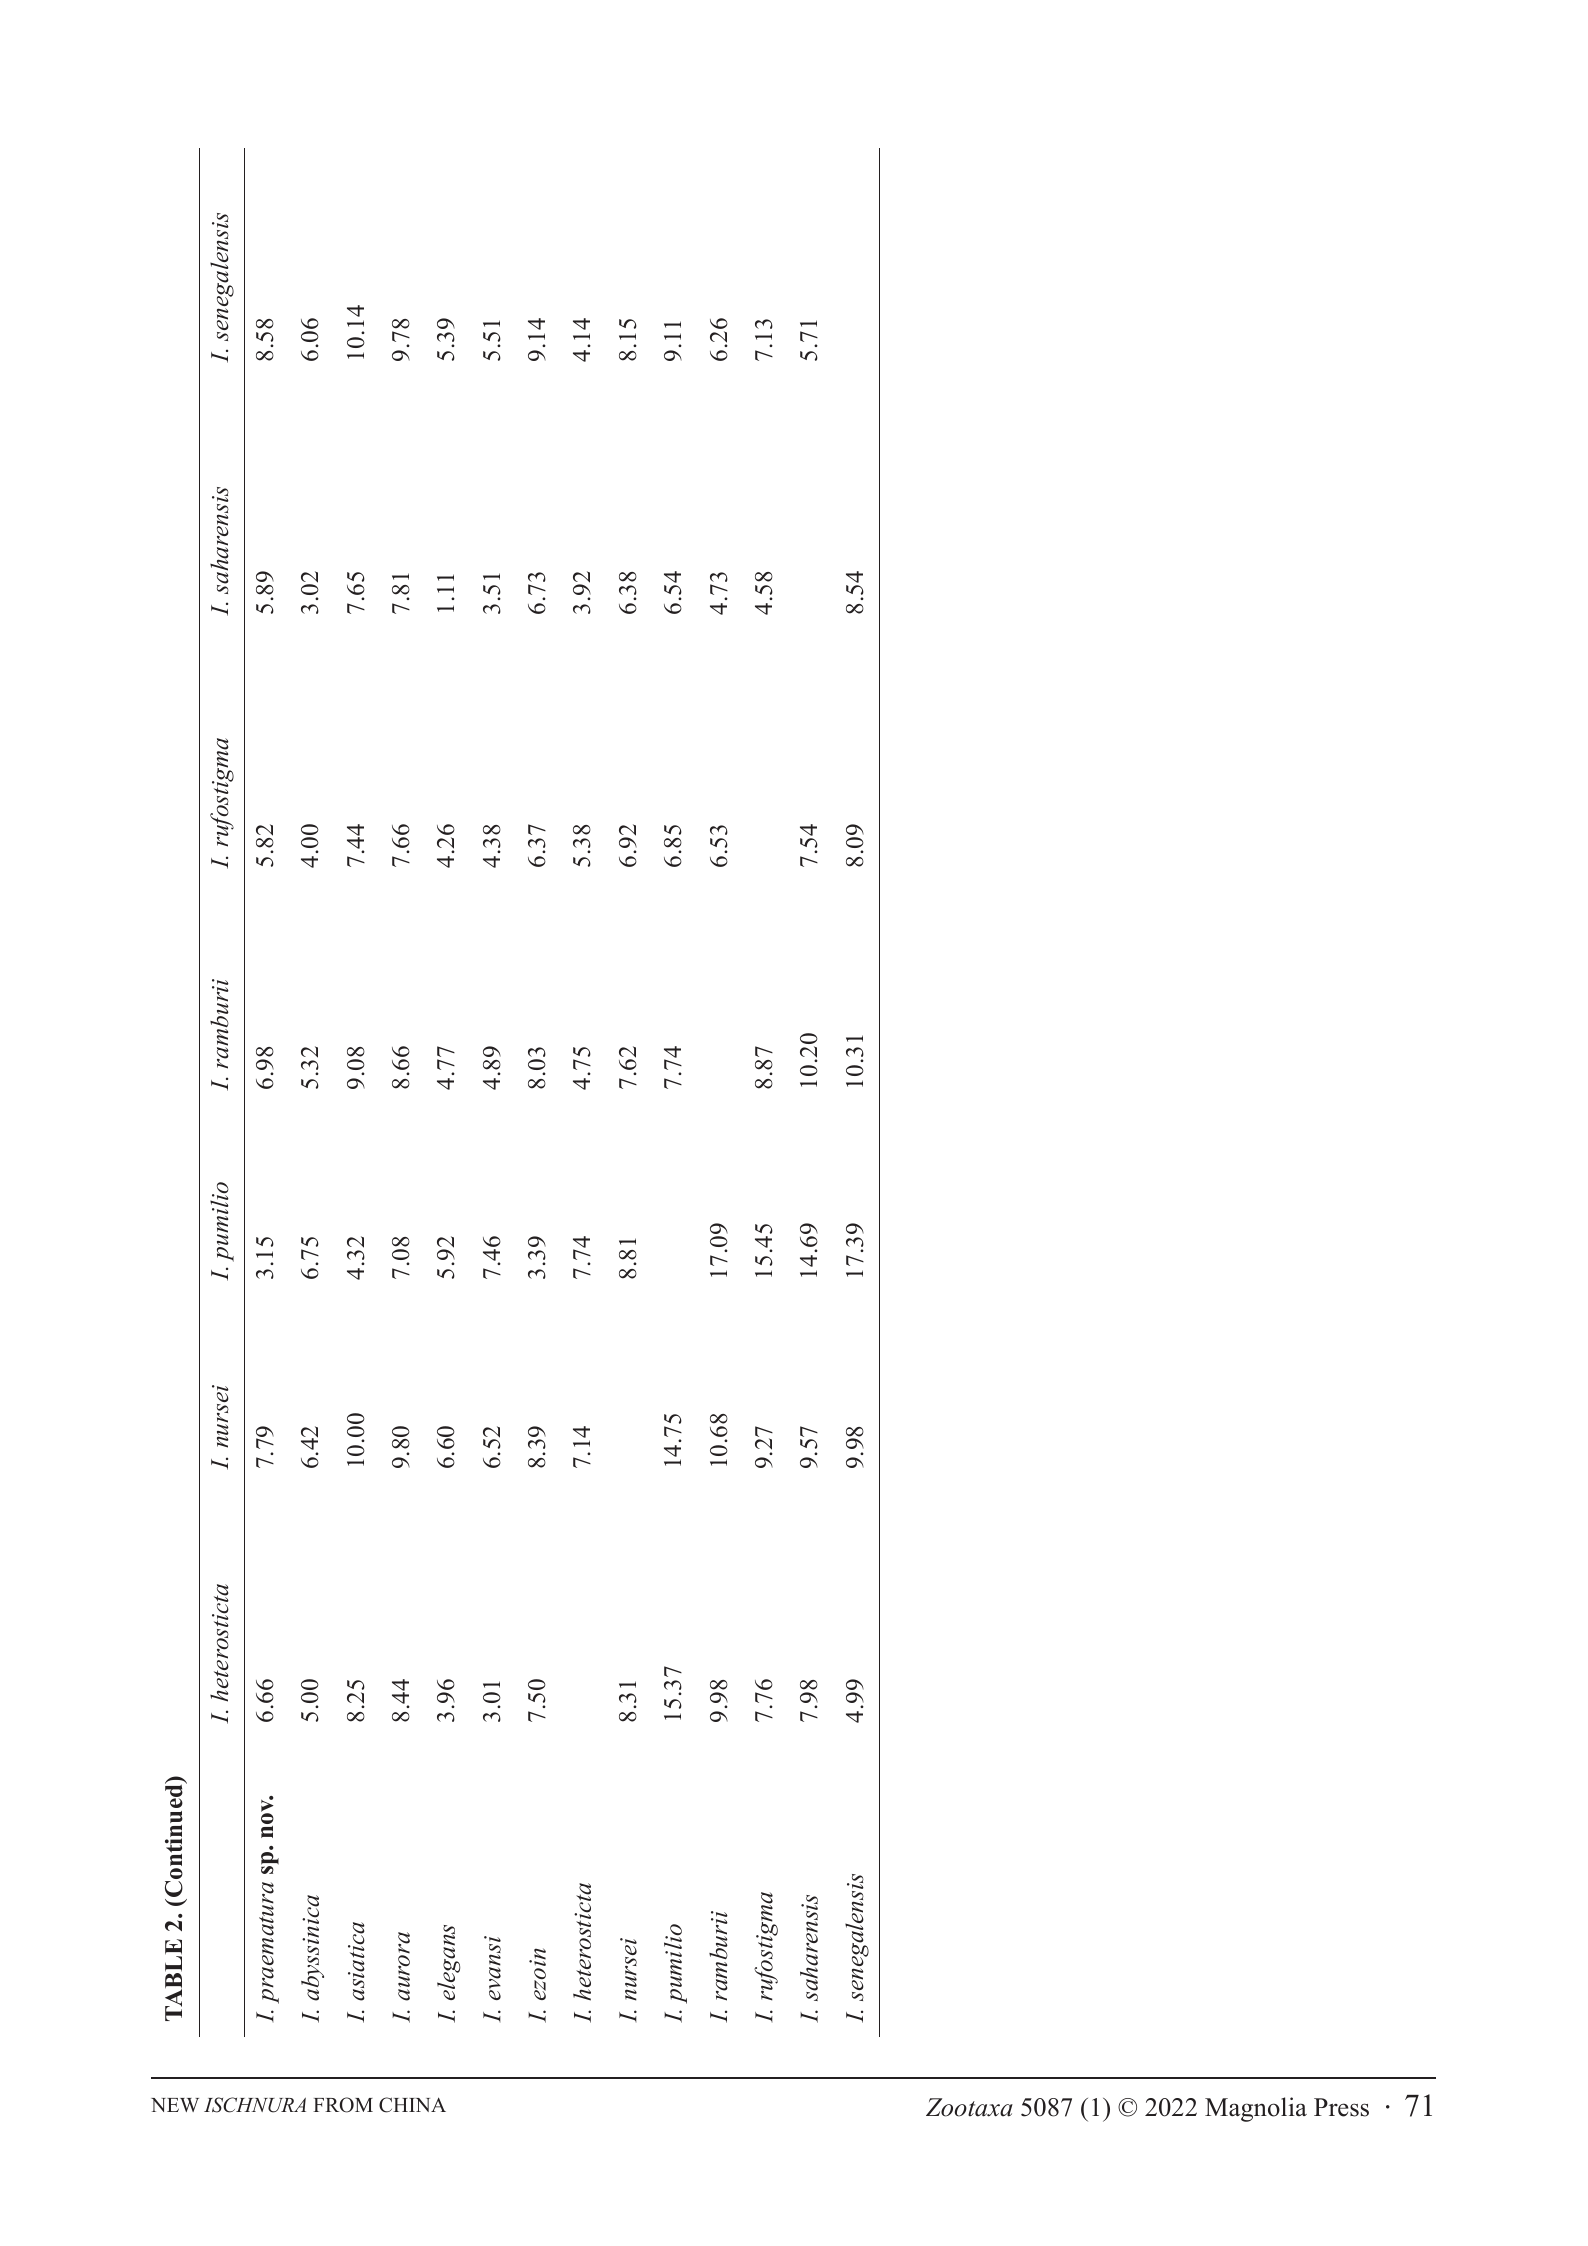 TABLE 2. (Continued)
I. heterosticta I. nursei I. pumilio I. ramburii I. rufostigma I. saharensis I. senegalensis
I. praematura sp. nov. 6.66 7.79 3.15 6.98 5.82 5.89 8.58
I. abyssinica 5.00 6.42 6.75 5.32 4.00 3.02 6.06
I. asiatica 8.25 10.00 4.32 9.08 7.44 7.65 10.14
I. aurora 8.44 9.80 7.08 8.66 7.66 7.81 9.78
I. elegans 3.96 6.60 5.92 4.77 4.26 1.11 5.39
I. evansi 3.01 6.52 7.46 4.89 4.38 3.51 5.51
I. ezoin 7.50 8.39 3.39 8.03 6.37 6.73 9.14
I. heterosticta 7.14 7.74 4.75 5.38 3.92 4.14
I. nursei 8.31 8.81 7.62 6.92 6.38 8.15
I. pumilio 15.37 14.75 7.74 6.85 6.54 9.11
I. ramburii 9.98 10.68 17.09 6.53 4.73 6.26
I. rufostigma 7.76 9.27 15.45 8.87 4.58 7.13
I. saharensis 7.98 9.57 14.69 10.20 7.54 5.71
I. senegalensis 4.99 9.98 17.39 10.31 8.09 8.54
NEW ISCHNURA FROM CHINA Zootaxa 5087 (1) © 2022 Magnolia Press · 71